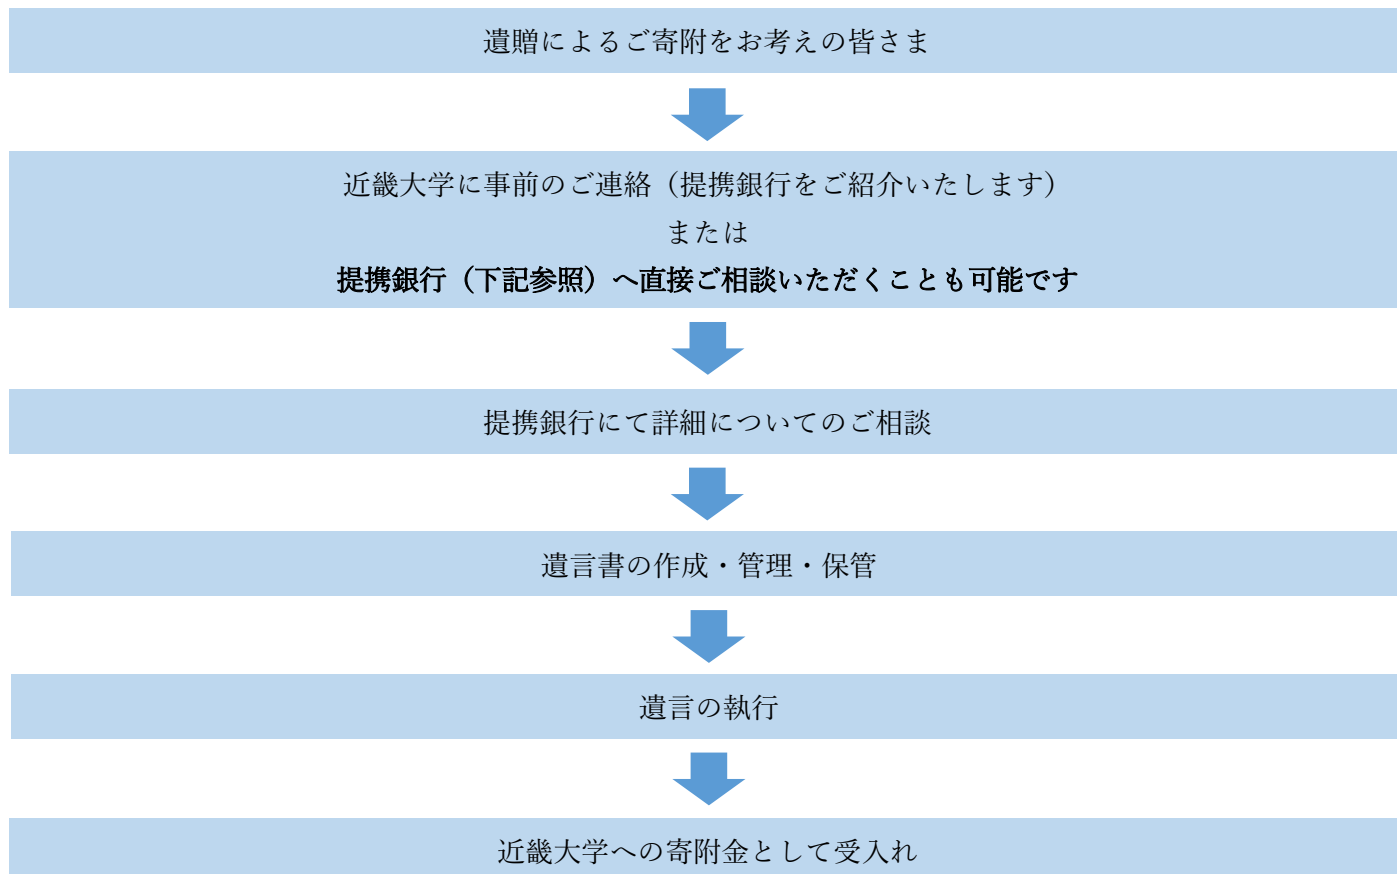 遺贈によるご寄附をお考えの皆さま
近畿大学に事前のご連絡（提携銀行をご紹介いたします）
または
提携銀行（下記参照）へ直接ご相談いただくことも可能です
提携銀行にて詳細についてのご相談
遺言書の作成・管理・保管
遺言の執行
近畿大学への寄附金として受入れ